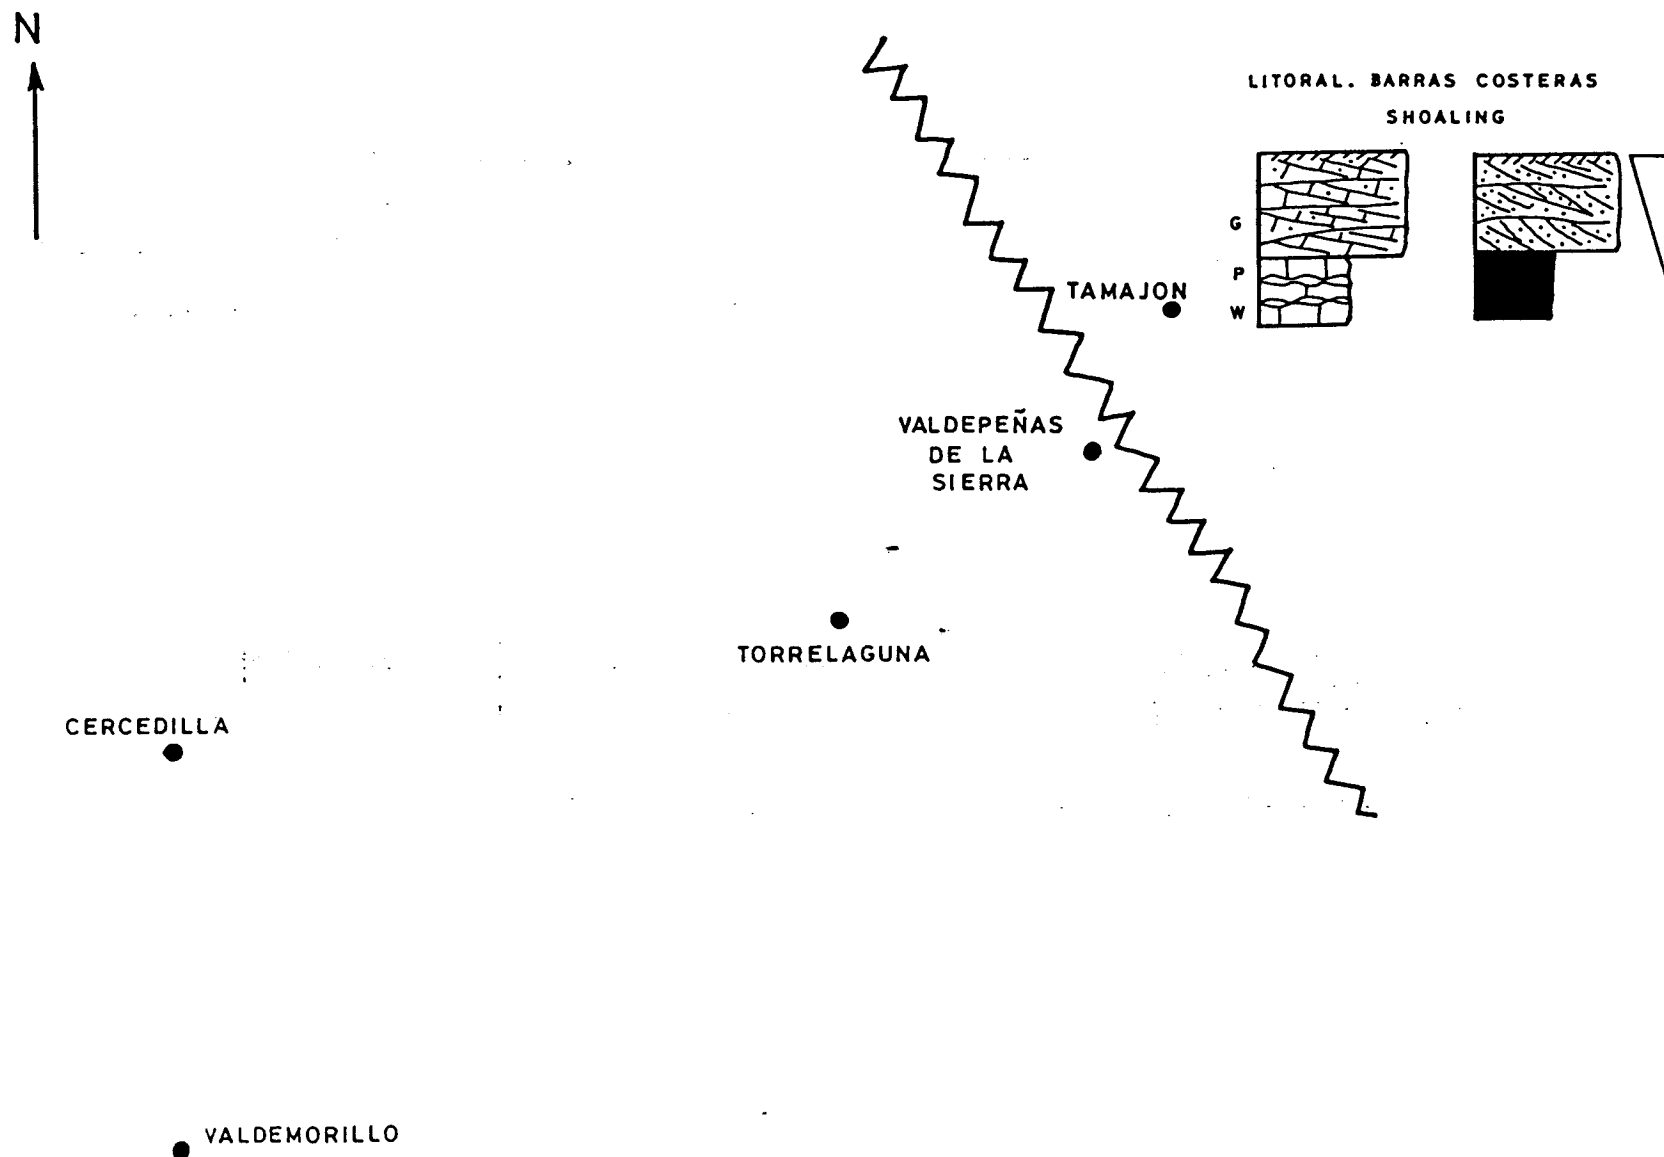 N
LITORAL. BARRAS COSTERAS
SHOALING
G
P
W
TAMAJON
VALDEPEÑAS
DE LA
SIERRA
TORRELAGUNA
CERCEDILLA
VALDEMORILLO